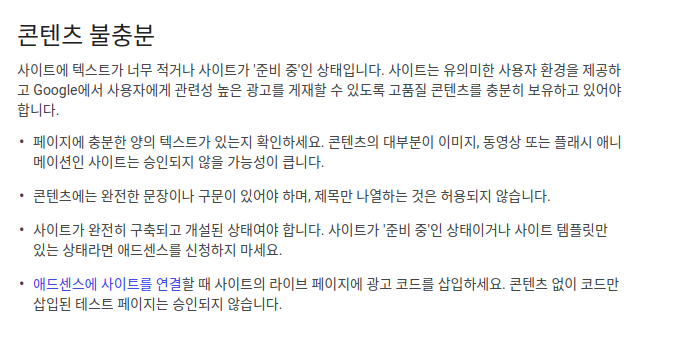 콘텐츠 불충분
사이트에 텍스트가 너무 적거나 사이트가 '준비 중'인 상태입니다. 사이트는 유의미한 사용자 환경을 제공하
고 Google에서 사용자에게 관련성 높은 광고를 게재할 수 있도록 고품질 콘텐츠를 충분히 보유하고 있어야
합니다.
• 페이지에 충분한 양의 텍스트가 있는지 확인하세요. 콘텐츠의 대부분이 이미지, 동영상 또는 플래시 애니
메이션인 사이트는 승인되지 않을 가능성이 큽니다.
• 콘텐츠에는 완전한 문장이나 구문이 있어야 하며, 제목만 나열하는 것은 허용되지 않습니다.
• 사이트가 완전히 구축되고 개설된 상태여야 합니다. 사이트가 '준비 중'인 상태이거나 사이트 템플릿만
있는 상태라면 애드센스를 신청하지 마세요.
• 애드센스에 사이트를 연결할 때 사이트의 라이브 페이지에 광고 코드를 삽입하세요. 콘텐츠 없이 코드만
삽입된 테스트 페이지는 승인되지 않습니다.